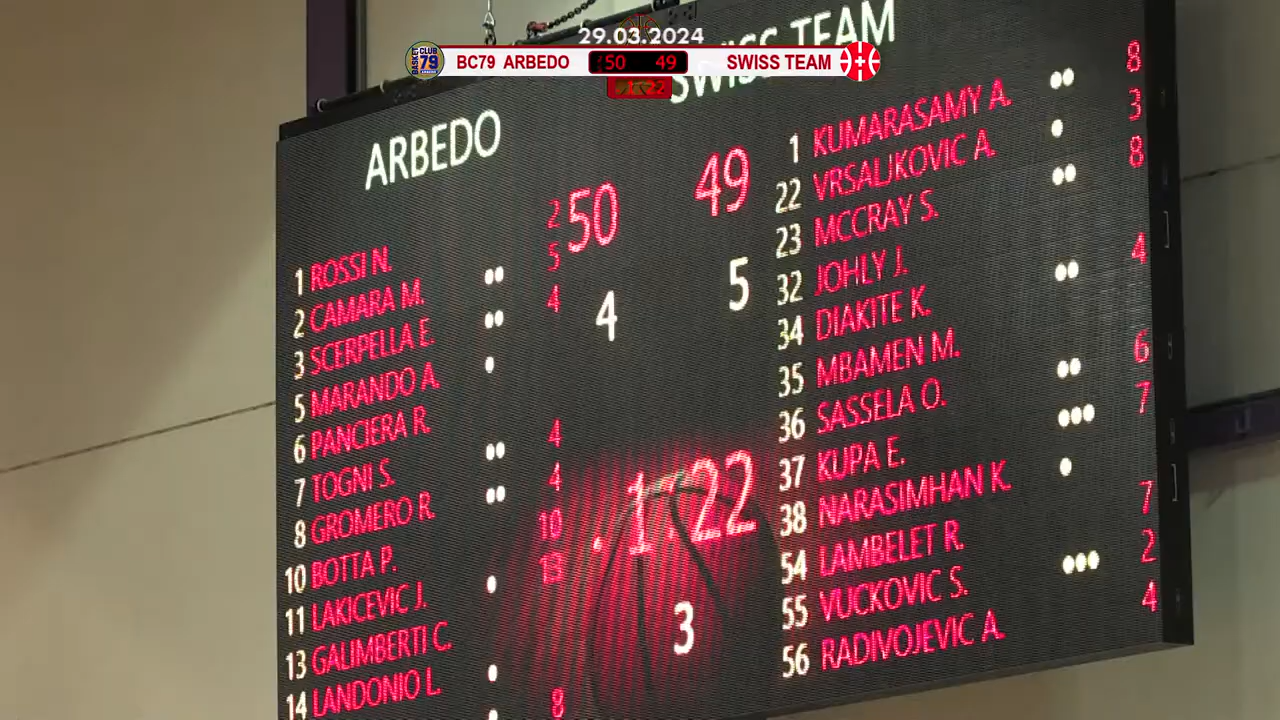 29.03.2024
BC79 ARBEDO 50 49 SWISS TEAM
1:22
BASKET CLUB 79
SWISS TEAM
ARBEDO
50 49
4 5
1:22
3
1 ROSSI N. 2
2 CAMARA M. 5
3 SCERPELLA E. 4
5 MARANDO A.
6 PANCIERA R.
7 TOGNI S. 4
8 GROMERO R. 4
10 BOTTA P. 10
11 LAKICEVIC J. 13
13 GALIMBERTI C.
14 LANDONIO L.
8
1 KUMARASAMY A. 8
22 VRSALJKOVIC A. 3
23 MCCRAY S. 8
32 JOHLY J.
34 DIAKITE K. 4
35 MBAMEN M.
36 SASSELA O. 6
37 KUPA E. 7
38 NARASIMHAN K.
54 LAMBELET R. 7
55 VUCKOVIC S. 2
56 RADIVOJEVIC A. 4